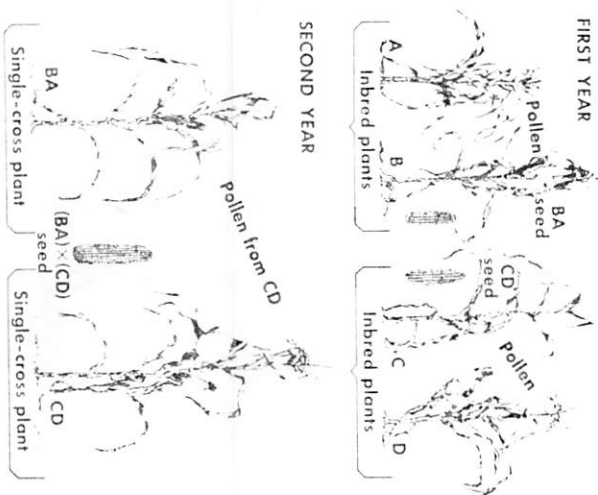 FIRST YEAR
Pollen
BA
seed
CD
seed
Pollen
A
B
C
D
Inbred plants
Inbred plants
SECOND YEAR
Pollen from CD
BA
(BA)×(CD)
seed
CD
Single-cross plant
Single-cross plant